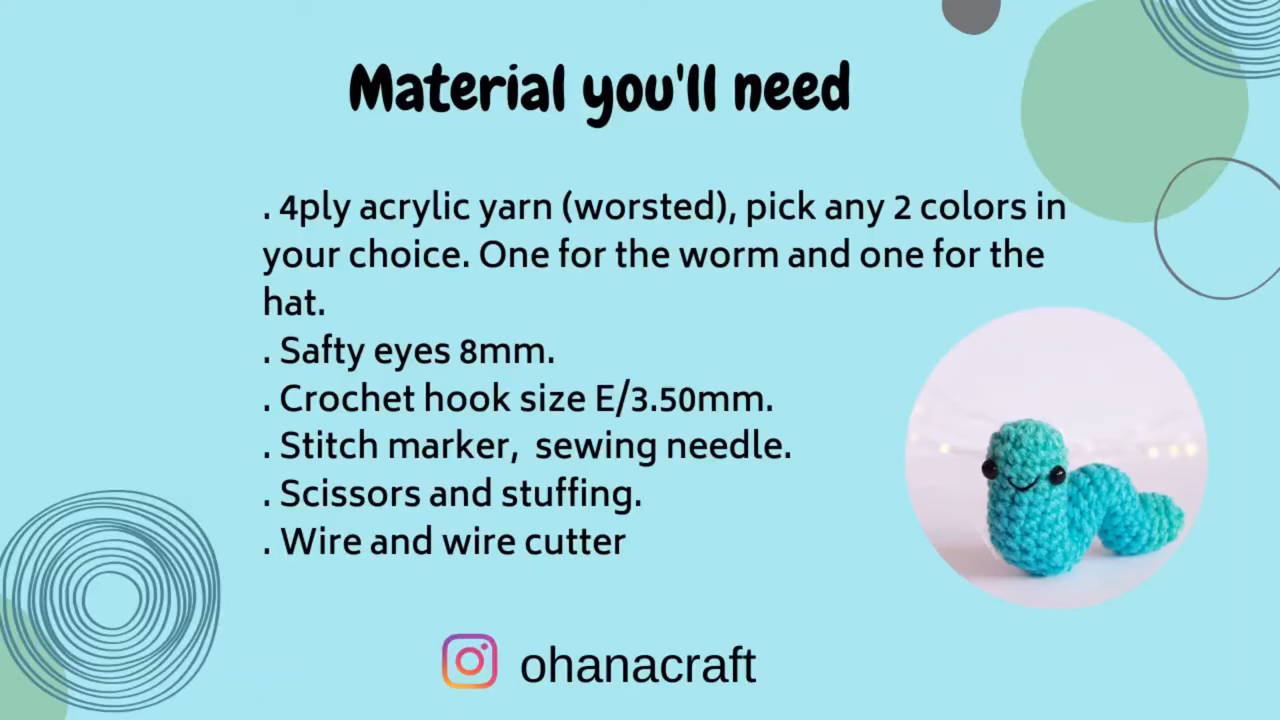 Material you'll need
. 4ply acrylic yarn (worsted), pick any 2 colors in
your choice. One for the worm and one for the
hat.
. Safty eyes 8mm.
. Crochet hook size E/3.50mm.
. Stitch marker,  sewing needle.
. Scissors and stuffing.
. Wire and wire cutter
ohanacraft